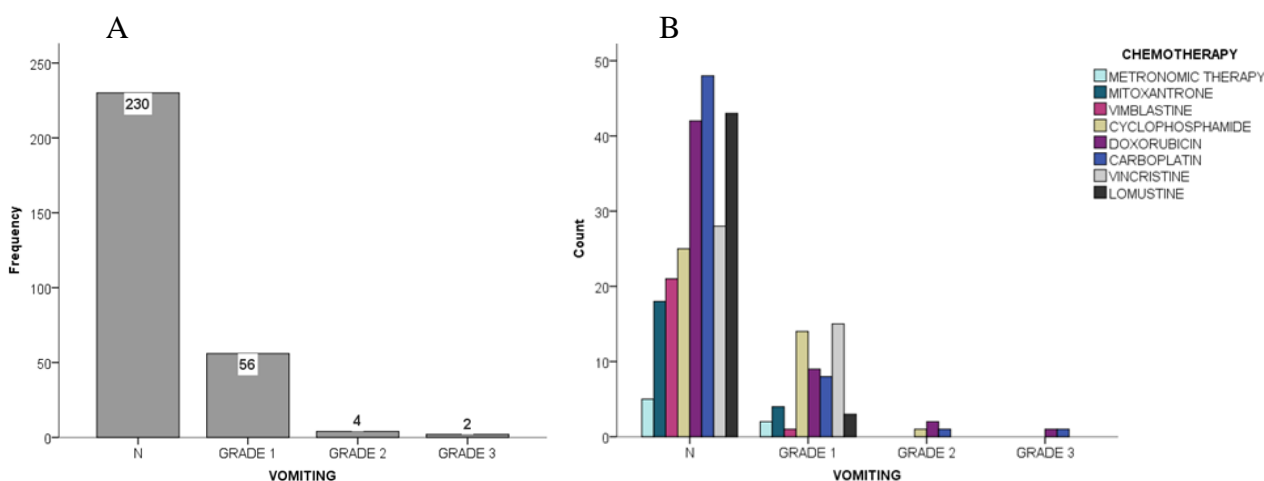 A
Frequency
250
200
150
100
50
0
230
56
4
2
N GRADE 1 GRADE 2 GRADE 3
VOMITING
B
Count
50
40
30
20
10
0
N GRADE 1 GRADE 2 GRADE 3
VOMITING
CHEMOTHERAPY
METRONOMIC THERAPY
MITOXANTRONE
VIMBLASTINE
CYCLOPHOSPHAMIDE
DOXORUBICIN
CARBOPLATIN
VINCRISTINE
LOMUSTINE